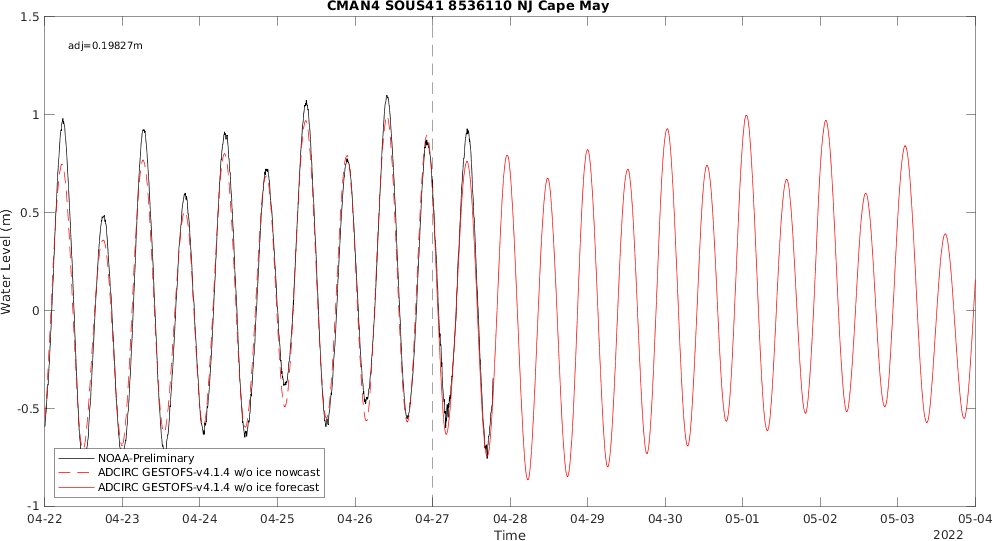 CMAN4 SOUS41 8536110 NJ Cape May
adj=0.19827m
Water Level (m)
1.5
1
0.5
0
-0.5
-1
NOAA-Preliminary
ADCIRC GESTOFS-v4.1.4 w/o ice nowcast
ADCIRC GESTOFS-v4.1.4 w/o ice forecast
04-22 04-23 04-24 04-25 04-26 04-27 04-28 04-29 04-30 05-01 05-02 05-03 05-04
Time
2022